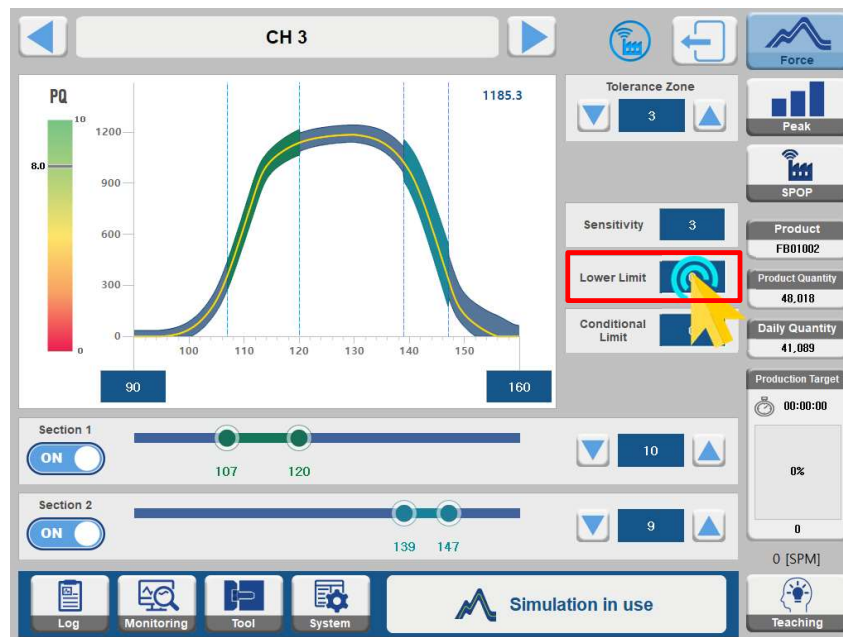 CH 3
Force
PQ
10
8.0
0
1185.3
1200
900
600
300
0
100 110 120 130 140 150
90
160
Tolerance Zone
3
Sensitivity 3
Lower Limit
Conditional
Limit
Peak
SPOP
Product
FB01002
Product Quantity
48,018
Daily Quantity
41,089
Production Target
00:00:00
0%
0
0 [SPM]
Section 1
ON
107 120
10
Section 2
ON
139 147
9
Log
Monitoring
Tool
System
Simulation in use
Teaching